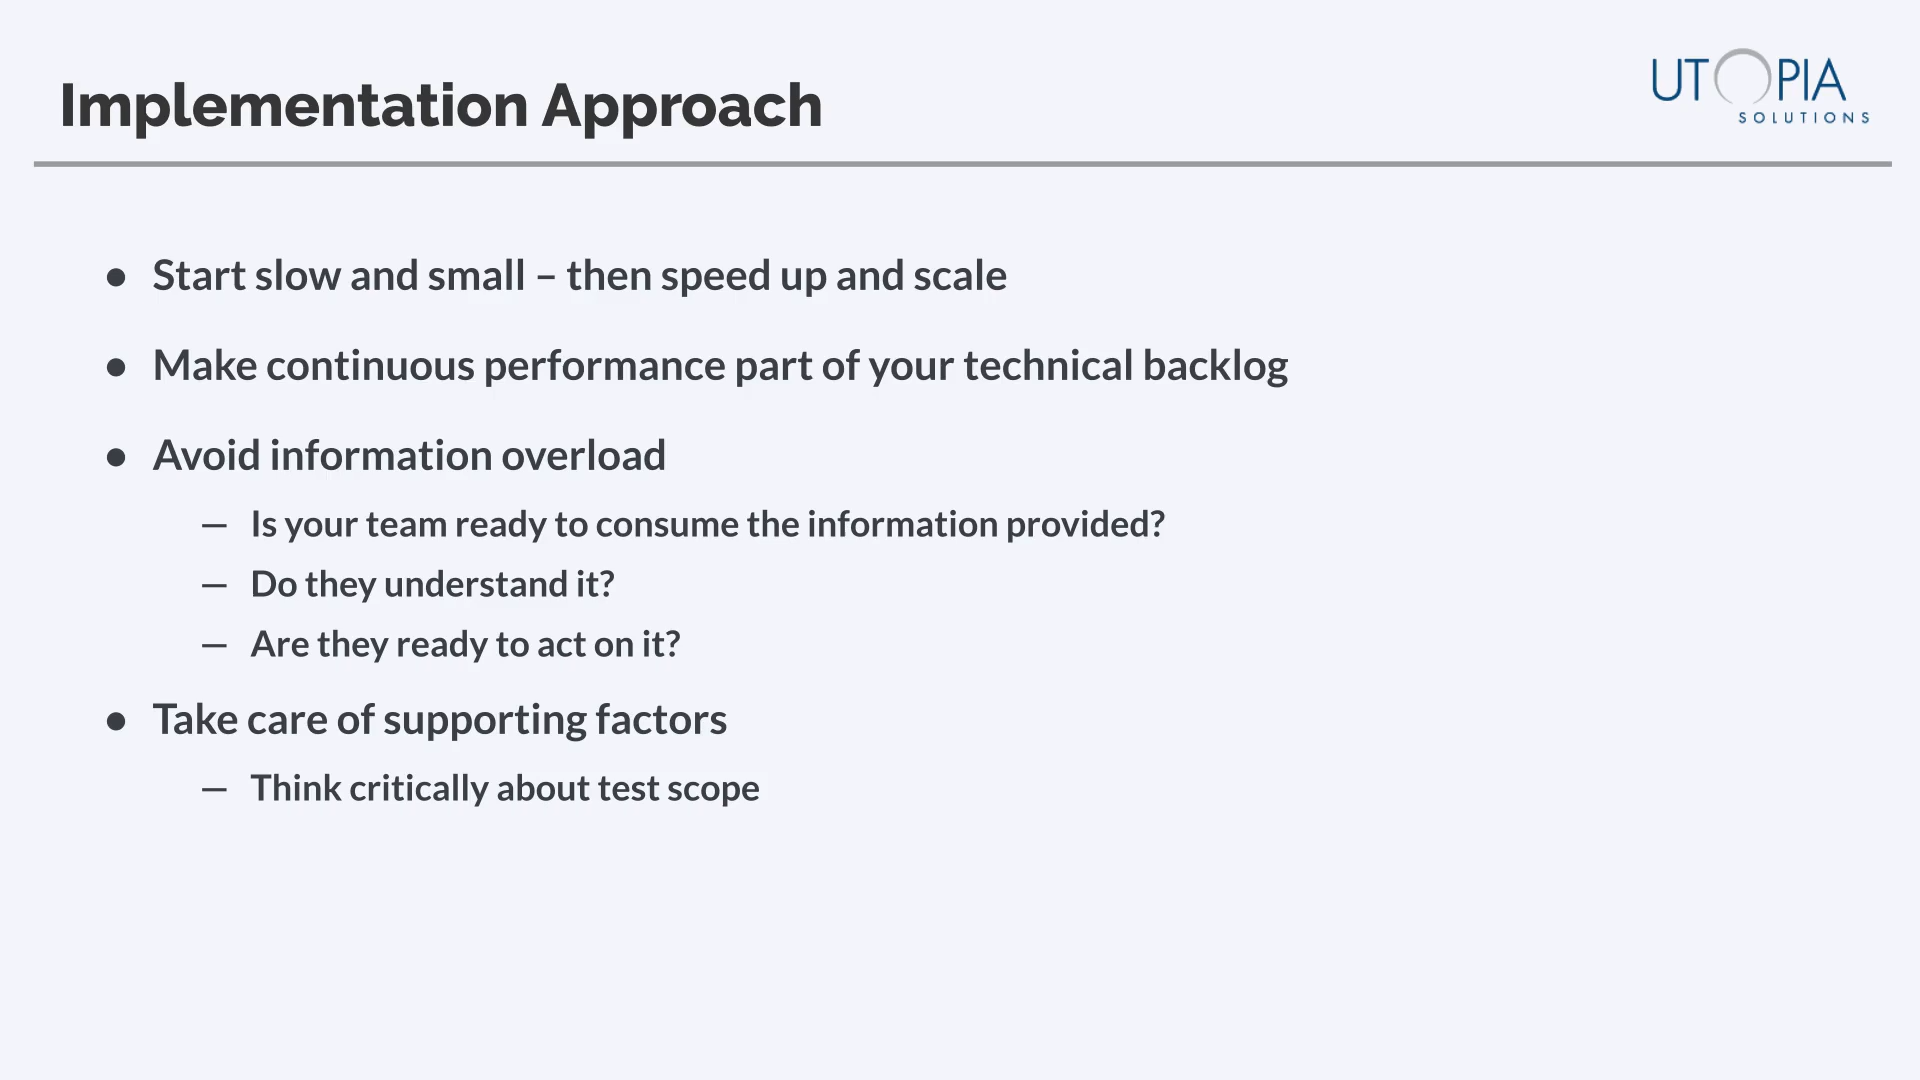 Implementation Approach
UTOPIA
SOLUTIONS
● Start slow and small – then speed up and scale
● Make continuous performance part of your technical backlog
● Avoid information overload
— Is your team ready to consume the information provided?
— Do they understand it?
— Are they ready to act on it?
● Take care of supporting factors
— Think critically about test scope